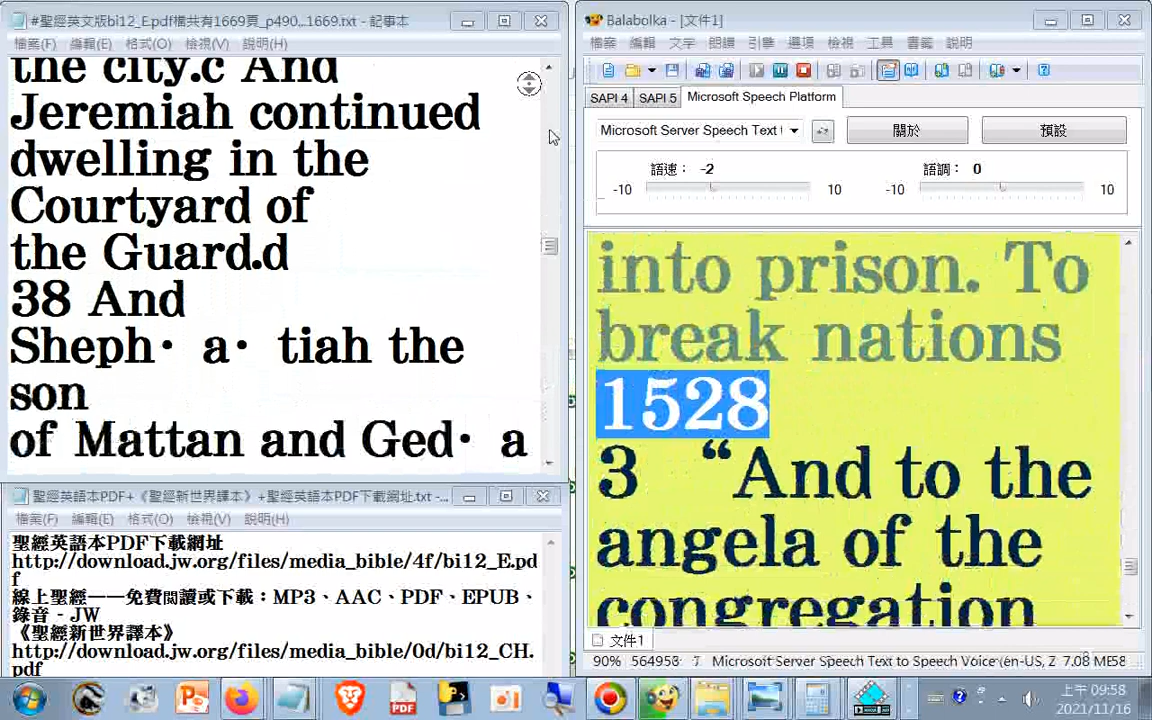 #聖經英文版bi12_E.pdf橫共有1669頁_p490,..1669.txt - 記事本
檔案(F) 編輯(E) 格式(O) 檢視(V) 說明(H)
the city.c And
Jeremiah continued
dwelling in the
Courtyard of
the Guard.d
38 And
Sheph· a· tiah the
son
of Mattan and Ged· a
聖經英語本PDF+《聖經新世界譯本》+聖經英語本PDF下載網址.txt - ...
檔案(F) 編輯(E) 格式(O) 檢視(V) 說明(H)
聖經英語本PDF下載網址
http://download.jw.org/files/media_bible/4f/bi12_E.pd
f
線上聖經——免費閱讀或下載：MP3、AAC、PDF、EPUB、
錄音 - JW
《聖經新世界譯本》
http://download.jw.org/files/media_bible/0d/bi12_CH.
pdf
Balabolka - [文件1]
檔案 編輯 文字 朗讀 引擎 選項 檢視 工具 書籤 說明
SAPI 4 SAPI 5 Microsoft Speech Platform
Microsoft Server Speech Text t 關於 預設
語速： -2 語調： 0
-10 10 -10 10
into prison. To
break nations
1528
3 “And to the
angela of the
congregation
文件1
90% 564953 Microsoft Server Speech Text to Speech Voice (en-US, Z 7.08 ME58
上午 09:58
2021/11/16